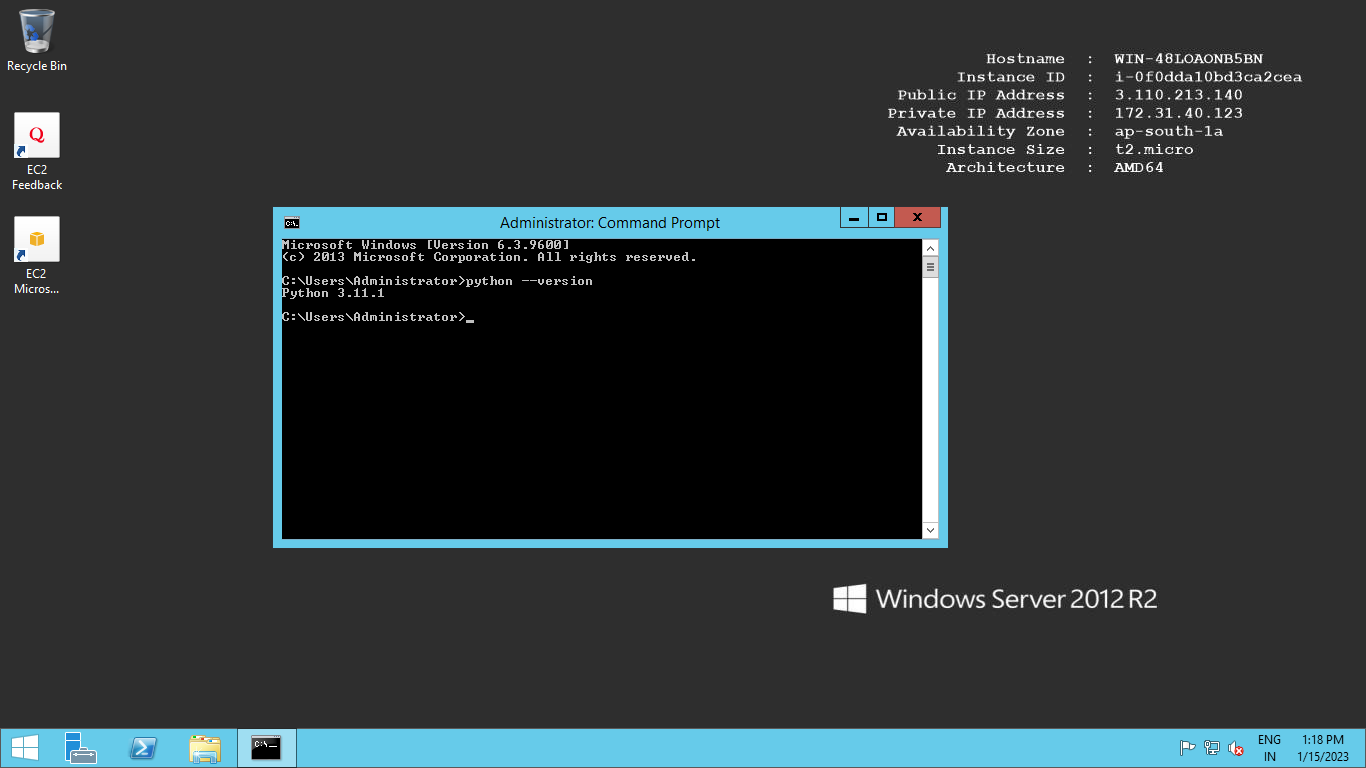 Recycle Bin
EC2
Feedback
EC2
Micros...
Hostname : WIN-48LOAONB5BN
Instance ID : i-0f0dda10bd3ca2cea
Public IP Address : 3.110.213.140
Private IP Address : 172.31.40.123
Availability Zone : ap-south-1a
Instance Size : t2.micro
Architecture : AMD64
Administrator: Command Prompt
Microsoft Windows [Version 6.3.9600]
(c) 2013 Microsoft Corporation. All rights reserved.
C:\Users\Administrator>python --version
Python 3.11.1
C:\Users\Administrator>_
Windows Server 2012 R2
ENG
IN
1:18 PM
1/15/2023